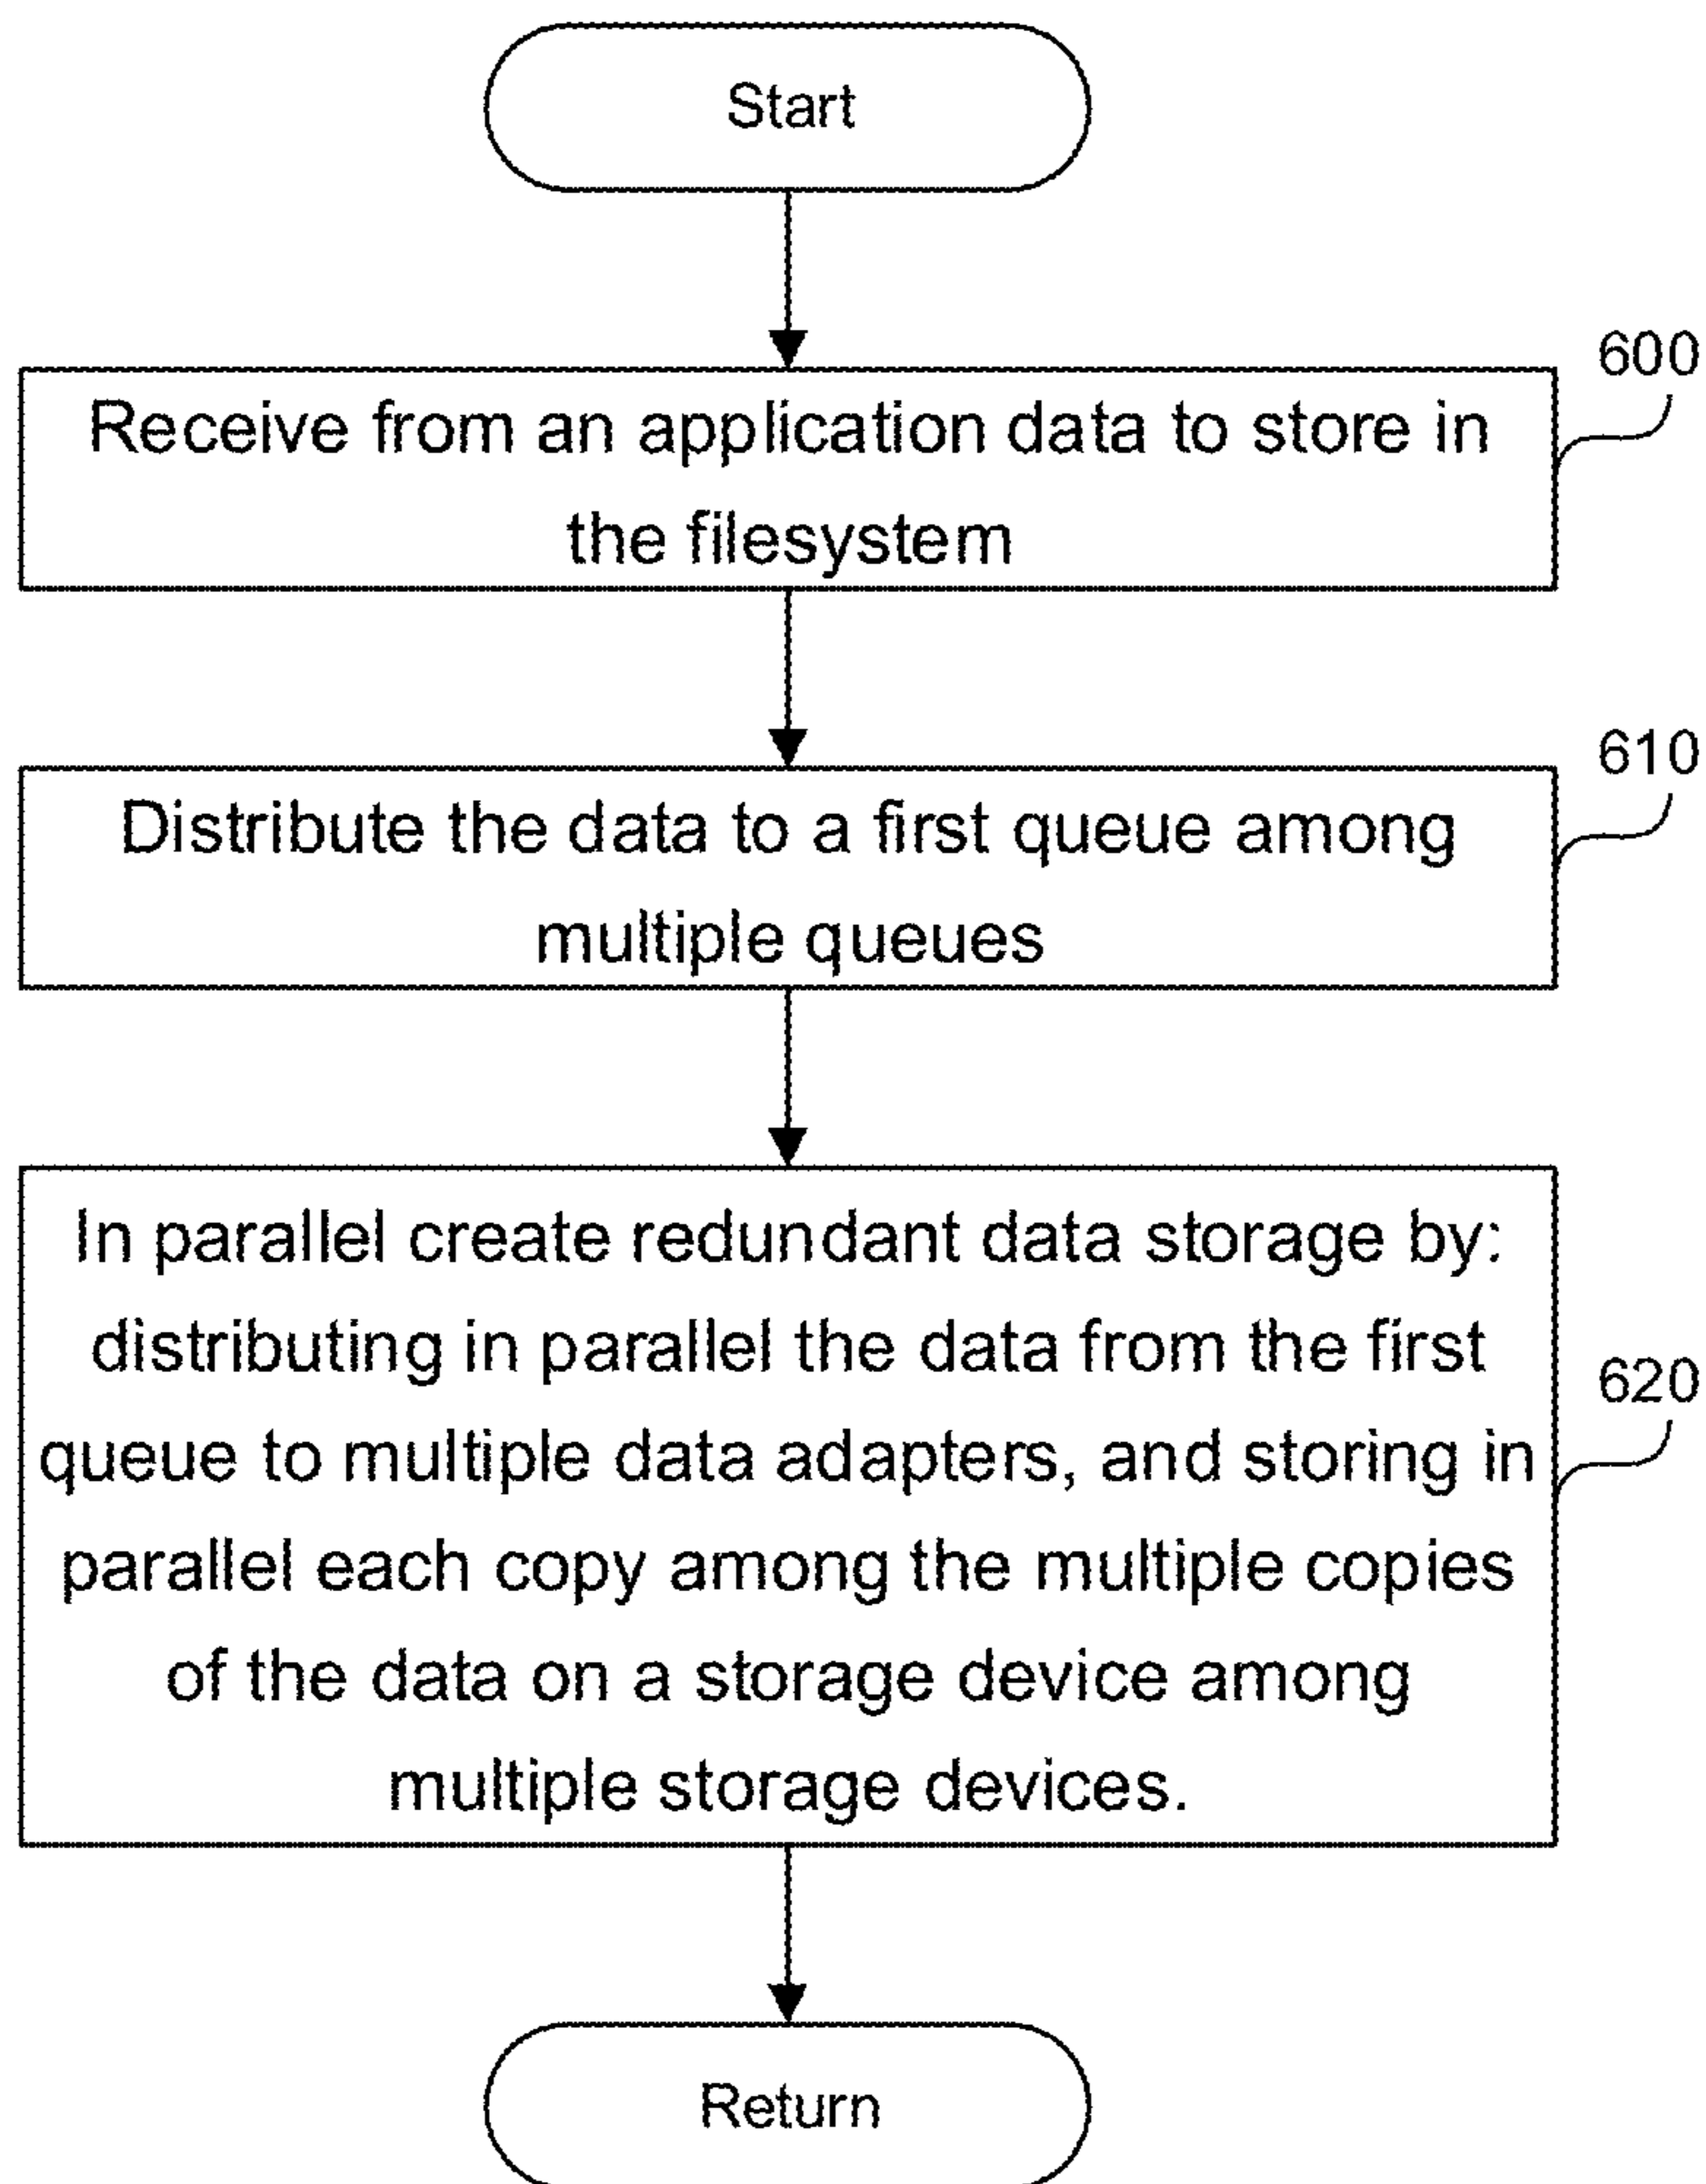 Start
600
Receive from an application data to store in
the filesystem
610
Distribute the data to a first queue among
multiple queues
In parallel create redundant data storage by:
distributing in parallel the data from the first
620
queue to multiple data adapters, and storing in
parallel each copy among the multiple copies
of the data on a storage device among
multiple storage devices.
Return